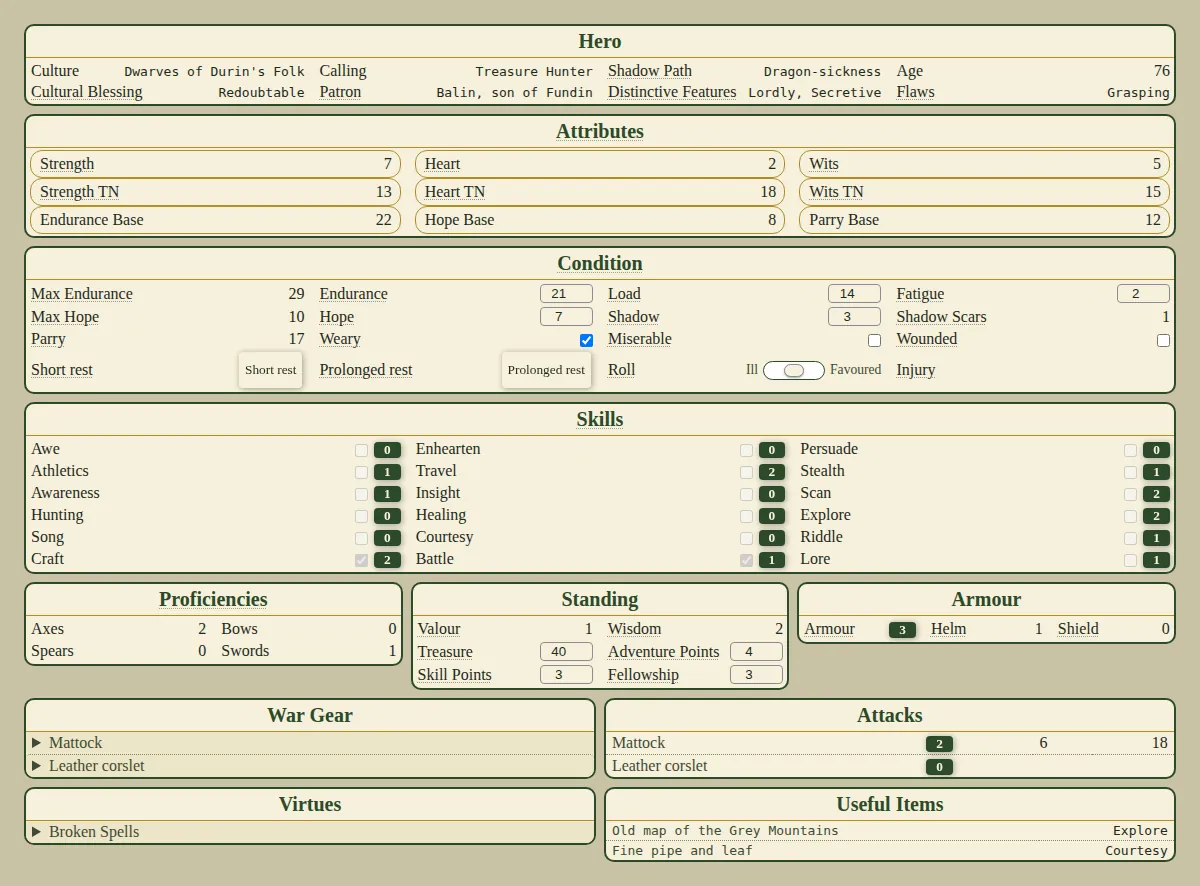 Hero
Culture Dwarves of Durin's Folk Calling Treasure Hunter Shadow Path Dragon-sickness Age 76
Cultural Blessing Redoubtable Patron Balin, son of Fundin Distinctive Features Lordly, Secretive Flaws Grasping
Attributes
Strength 7 Heart 2 Wits 5
Strength TN 13 Heart TN 18 Wits TN 15
Endurance Base 22 Hope Base 8 Parry Base 12
Condition
Max Endurance 29 Endurance 21 Load 14 Fatigue 2
Max Hope 10 Hope 7 Shadow 3 Shadow Scars 1
Parry 17 Weary Miserable Wounded
Short rest Short rest Prolonged rest Prolonged rest Roll Ill Favoured Injury
Skills
Awe 0 Enhearten 0 Persuade 0
Athletics 1 Travel 2 Stealth 1
Awareness 1 Insight 0 Scan 2
Hunting 0 Healing 0 Explore 2
Song 0 Courtesy 0 Riddle 1
Craft 2 Battle 1 Lore 1
Proficiencies
Axes 2 Bows 0
Spears 0 Swords 1
Standing
Valour 1 Wisdom 2
Treasure 40 Adventure Points 4
Skill Points 3 Fellowship 3
Armour
Armour 3 Helm 1 Shield 0
War Gear
Mattock
Leather corslet
Attacks
Mattock 2 6 18
Leather corslet 0
Virtues
Broken Spells
Useful Items
Old map of the Grey Mountains Explore
Fine pipe and leaf Courtesy